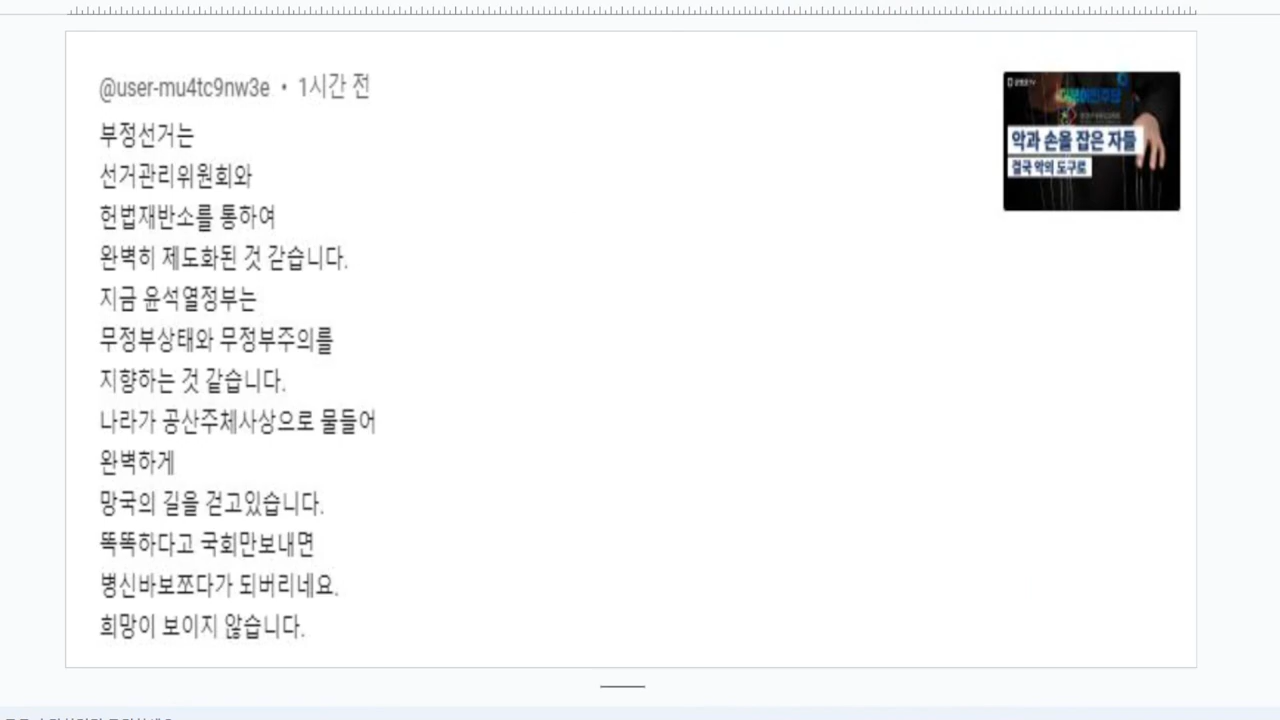 @user-mu4tc9nw3e • 1시간 전
부정선거는
선거관리위원회와
헌법재반소를 통하여
완벽히 제도화된 것 갇습니다.
지금 윤석열정부는
무정부상태와 무정부주의를
지향하는 것 같습니다.
나라가 공산주체사상으로 물들어
완벽하게
망국의 길을 걷고있습니다.
똑똑하다고 국회만보내면
병신바보쪼다가 되버리네요.
희망이 보이지 않습니다.
더불어민주당
악과 손을 잡은 자들
결국 악의 도구로